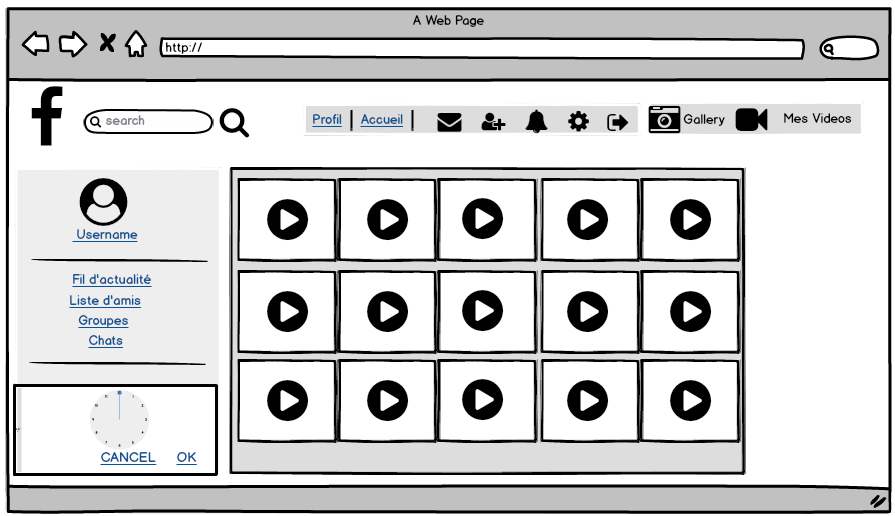 A Web Page
http://
f
search
Profil | Accueil |
Gallery
Mes Videos
Username
Fil d'actualité
Liste d'amis
Groupes
Chats
CANCEL OK